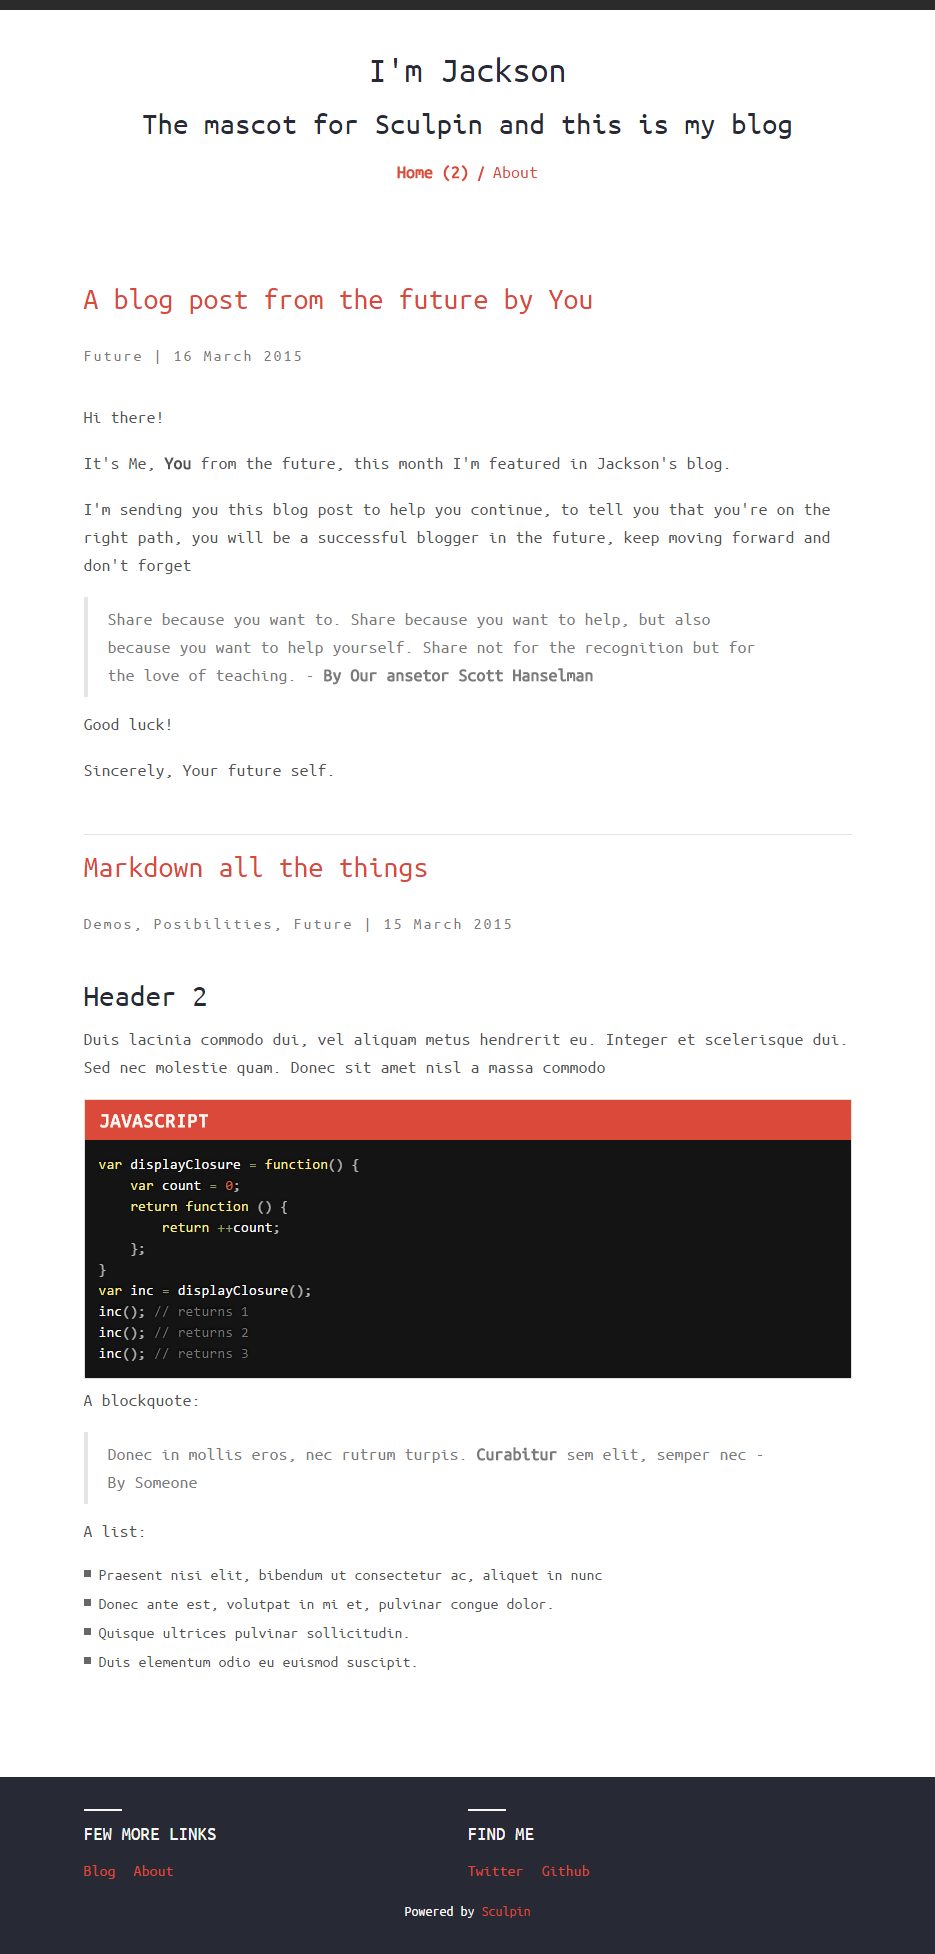 I'm Jackson
The mascot for Sculpin and this is my blog
Home (2) / About
A blog post from the future by You
Future | 16 March 2015
Hi there!
It's Me, You from the future, this month I'm featured in Jackson's blog.
I'm sending you this blog post to help you continue, to tell you that you're on the
right path, you will be a successful blogger in the future, keep moving forward and
don't forget
Share because you want to. Share because you want to help, but also
because you want to help yourself. Share not for the recognition but for
the love of teaching. - By Our ansetor Scott Hanselman
Good luck!
Sincerely, Your future self.
Markdown all the things
Demos, Posibilities, Future | 15 March 2015
Header 2
Duis lacinia commodo dui, vel aliquam metus hendrerit eu. Integer et scelerisque dui.
Sed nec molestie quam. Donec sit amet nisl a massa commodo
JAVASCRIPT
var displayClosure = function() {
    var count = 0;
    return function () {
        return ++count;
    };
}
var inc = displayClosure();
inc(); // returns 1
inc(); // returns 2
inc(); // returns 3
A blockquote:
Donec in mollis eros, nec rutrum turpis. Curabitur sem elit, semper nec -
By Someone
A list:
Praesent nisi elit, bibendum ut consectetur ac, aliquet in nunc
Donec ante est, volutpat in mi et, pulvinar congue dolor.
Quisque ultrices pulvinar sollicitudin.
Duis elementum odio eu euismod suscipit.
FEW MORE LINKS
Blog About
FIND ME
Twitter Github
Powered by Sculpin